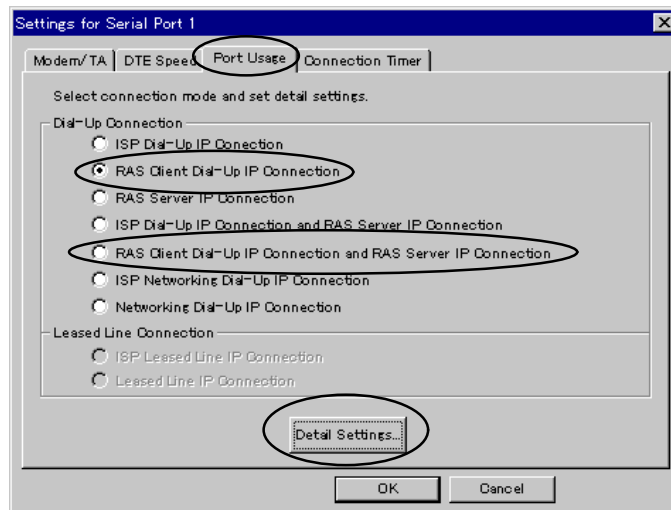 Settings for Serial Port 1
Modem/TA DTE Speed Port Usage Connection Timer
Select connection mode and set detail settings.
Dial-Up Connection
ISP Dial-Up IP Conection
RAS Client Dial-Up IP Connection
RAS Server IP Connection
ISP Dial-Up IP Connection and RAS Server IP Connection
RAS Client Dial-Up IP Connection and RAS Server IP Connection
ISP Networking Dial-Up IP Connection
Networking Dial-Up IP Connection
Leased Line Connection
ISP Leased Line IP Connection
Leased Line IP Connection
Detail Settings...
OK Cancel